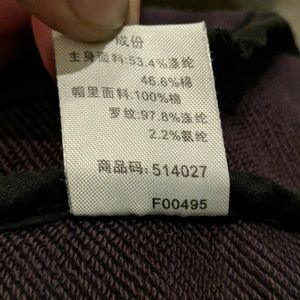 成份
主身面料:53.4%涤纶
46.6%棉
帽里面料:100%棉
罗纹:97.8%涤纶
2.2%氨纶
商品码: 514027
F00495